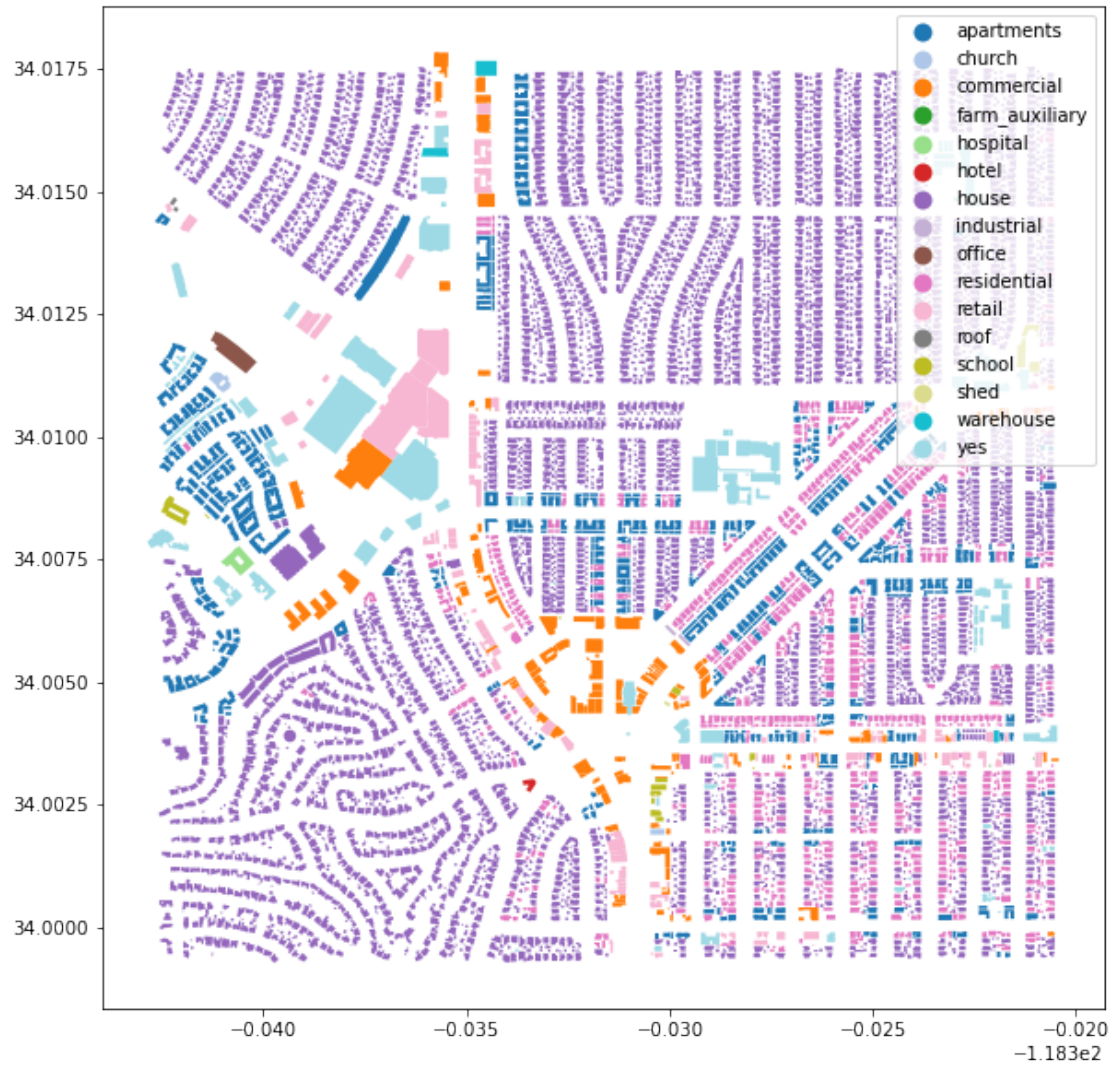 34.0175
34.0150
34.0125
34.0100
34.0075
34.0050
34.0025
34.0000
apartments
church
commercial
farm_auxiliary
hospital
hotel
house
industrial
office
residential
retail
roof
school
shed
warehouse
yes
−0.040
−0.035
−0.030
−0.025
−0.020
−1.183e2